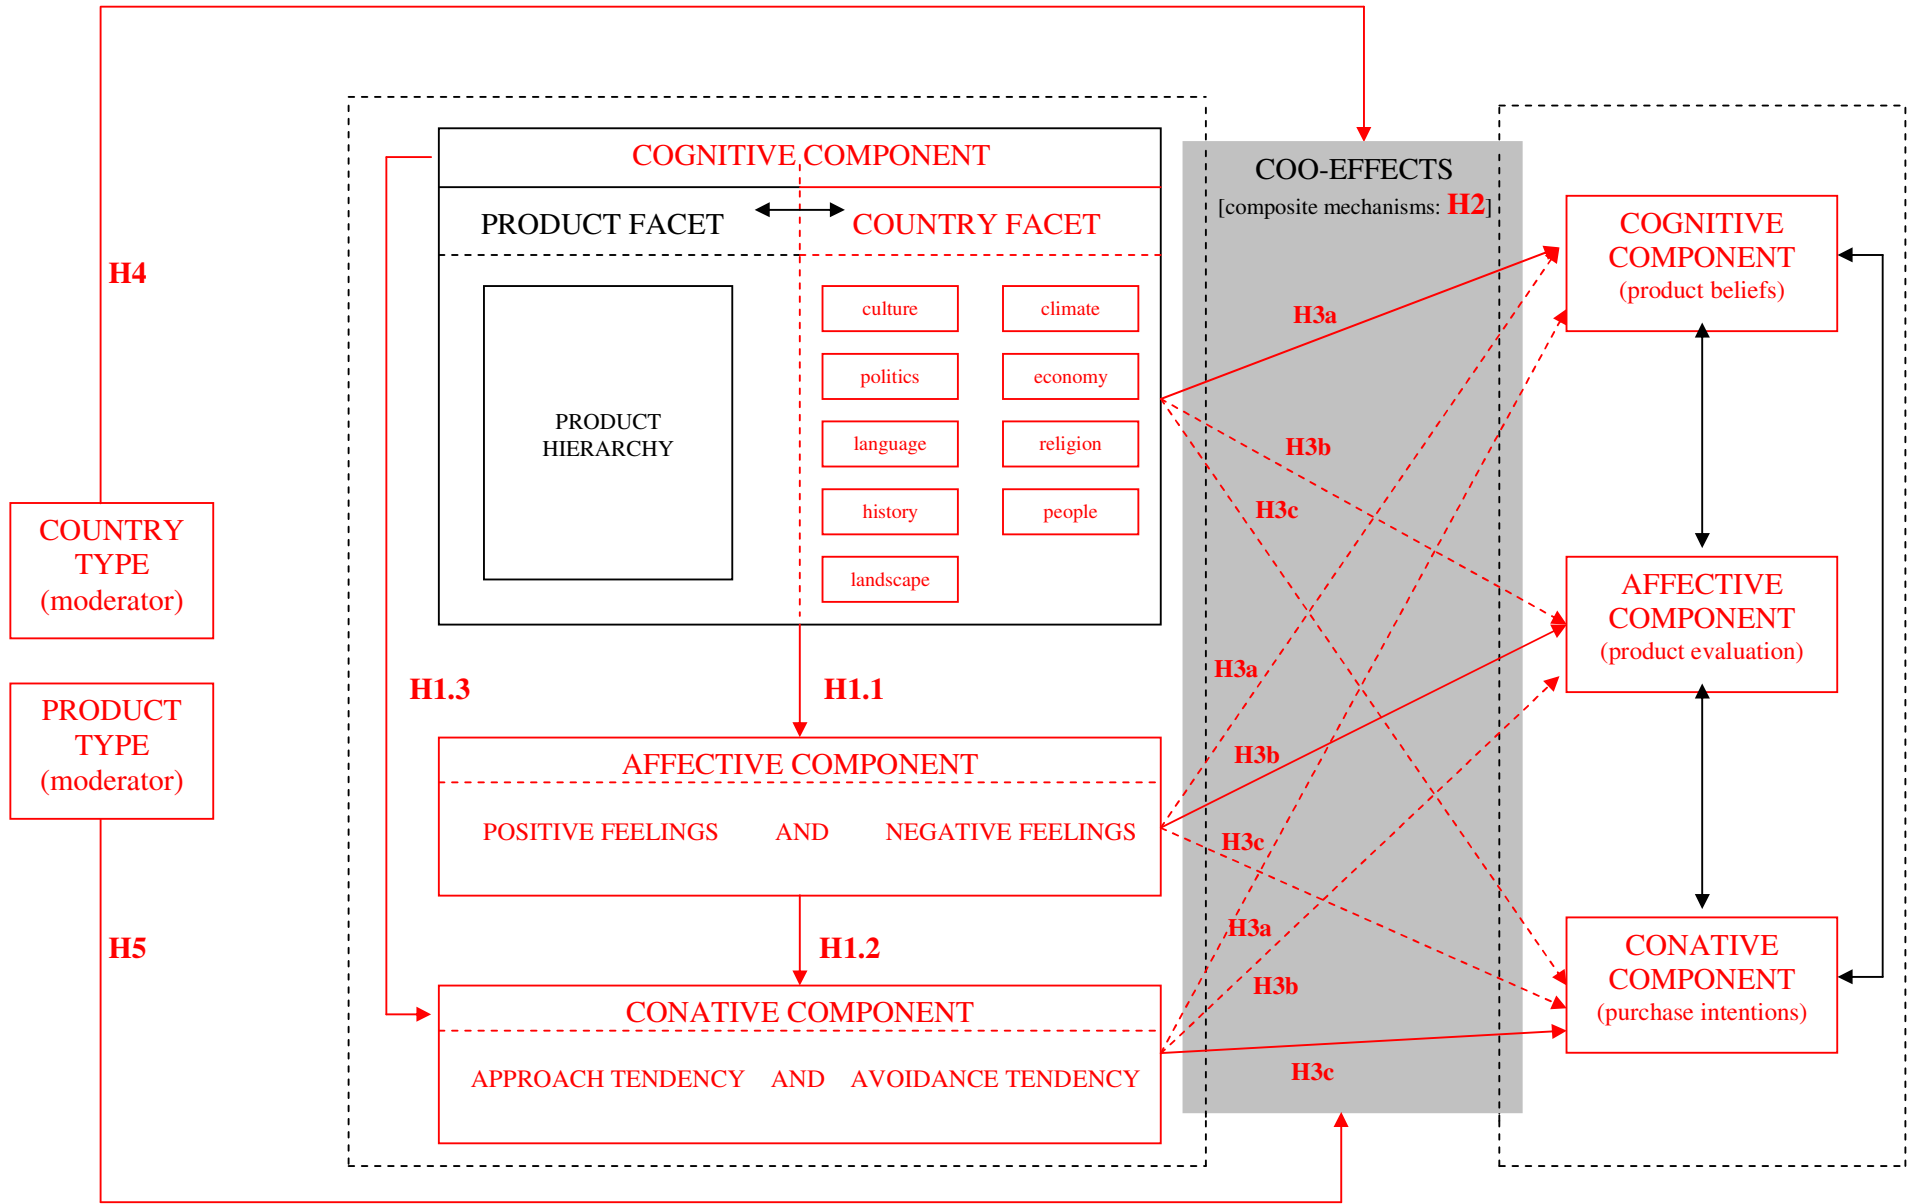 COGNITIVE COMPONENT
PRODUCT FACET
COUNTRY FACET
PRODUCT
HIERARCHY
culture
climate
politics
economy
language
religion
history
people
landscape
COO-EFFECTS
[composite mechanisms: H2]
COGNITIVE
COMPONENT
(product beliefs)
H4
H3a
H3b
H3c
COUNTRY
TYPE
(moderator)
AFFECTIVE
COMPONENT
(product evaluation)
PRODUCT
TYPE
(moderator)
H1.3
H1.1
H3a
AFFECTIVE COMPONENT
POSITIVE FEELINGS AND NEGATIVE FEELINGS
H3b
H3c
H5
H1.2
H3a
H3b
CONATIVE COMPONENT
APPROACH TENDENCY AND AVOIDANCE TENDENCY
H3c
CONATIVE
COMPONENT
(purchase intentions)